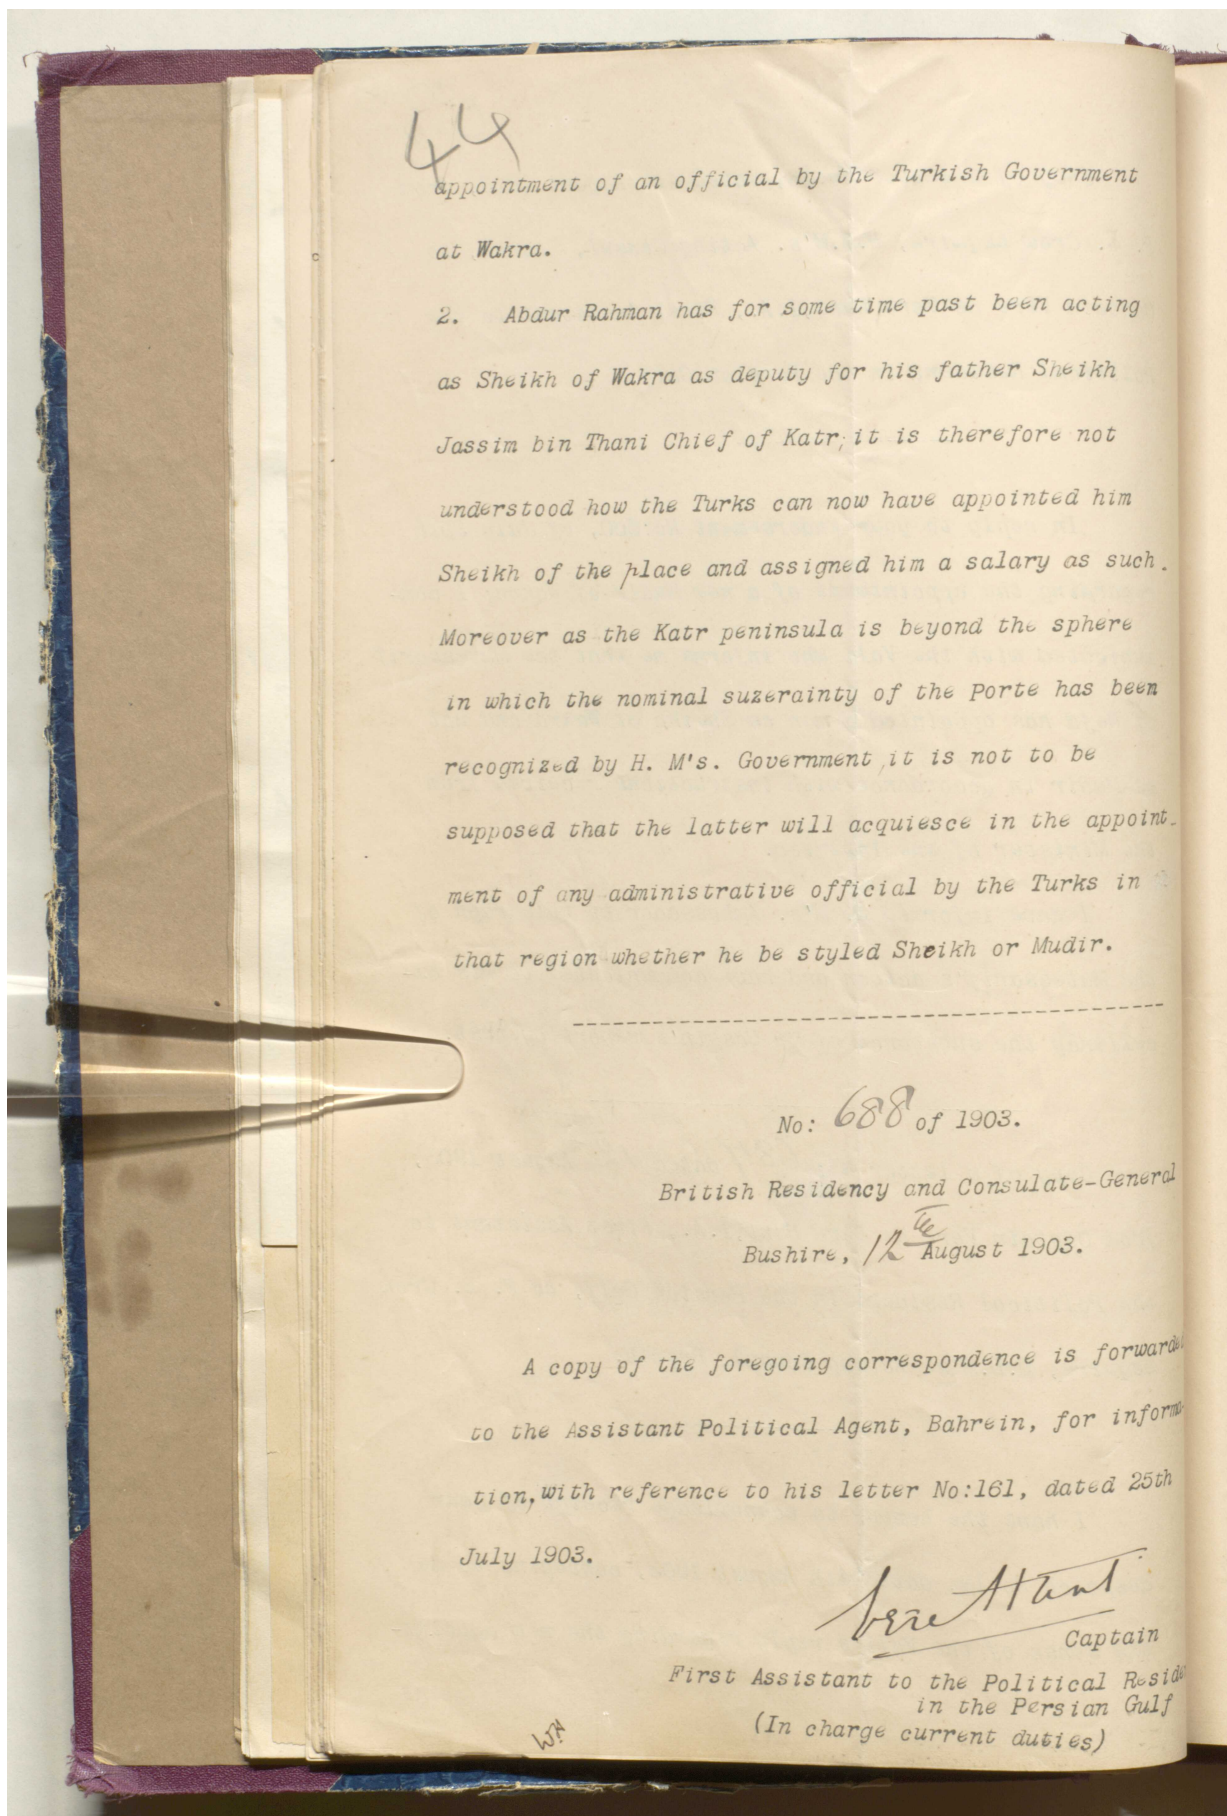 44
appointment of an official by the Turkish Government
at Wakra.
2. Abdur Rahman has for some time past been acting
as Sheikh of Wakra as deputy for his father Sheikh
Jassim bin Thani Chief of Katr; it is therefore not
understood how the Turks can now have appointed him
Sheikh of the place and assigned him a salary as such.
Moreover as the Katr peninsula is beyond the sphere
in which the nominal suzerainty of the Porte has been
recognized by H. M's. Government, it is not to be
supposed that the latter will acquiesce in the appoint-
ment of any administrative official by the Turks in
that region whether he be styled Sheikh or Mudir.
No: 688 of 1903.
British Residency and Consulate-General
Bushire, 12th August 1903.
A copy of the foregoing correspondence is forwarded
to the Assistant Political Agent, Bahrein, for informa-
tion, with reference to his letter No:161, dated 25th
July 1903.
Captain
First Assistant to the Political Reside
in the Persian Gulf
(In charge current duties)